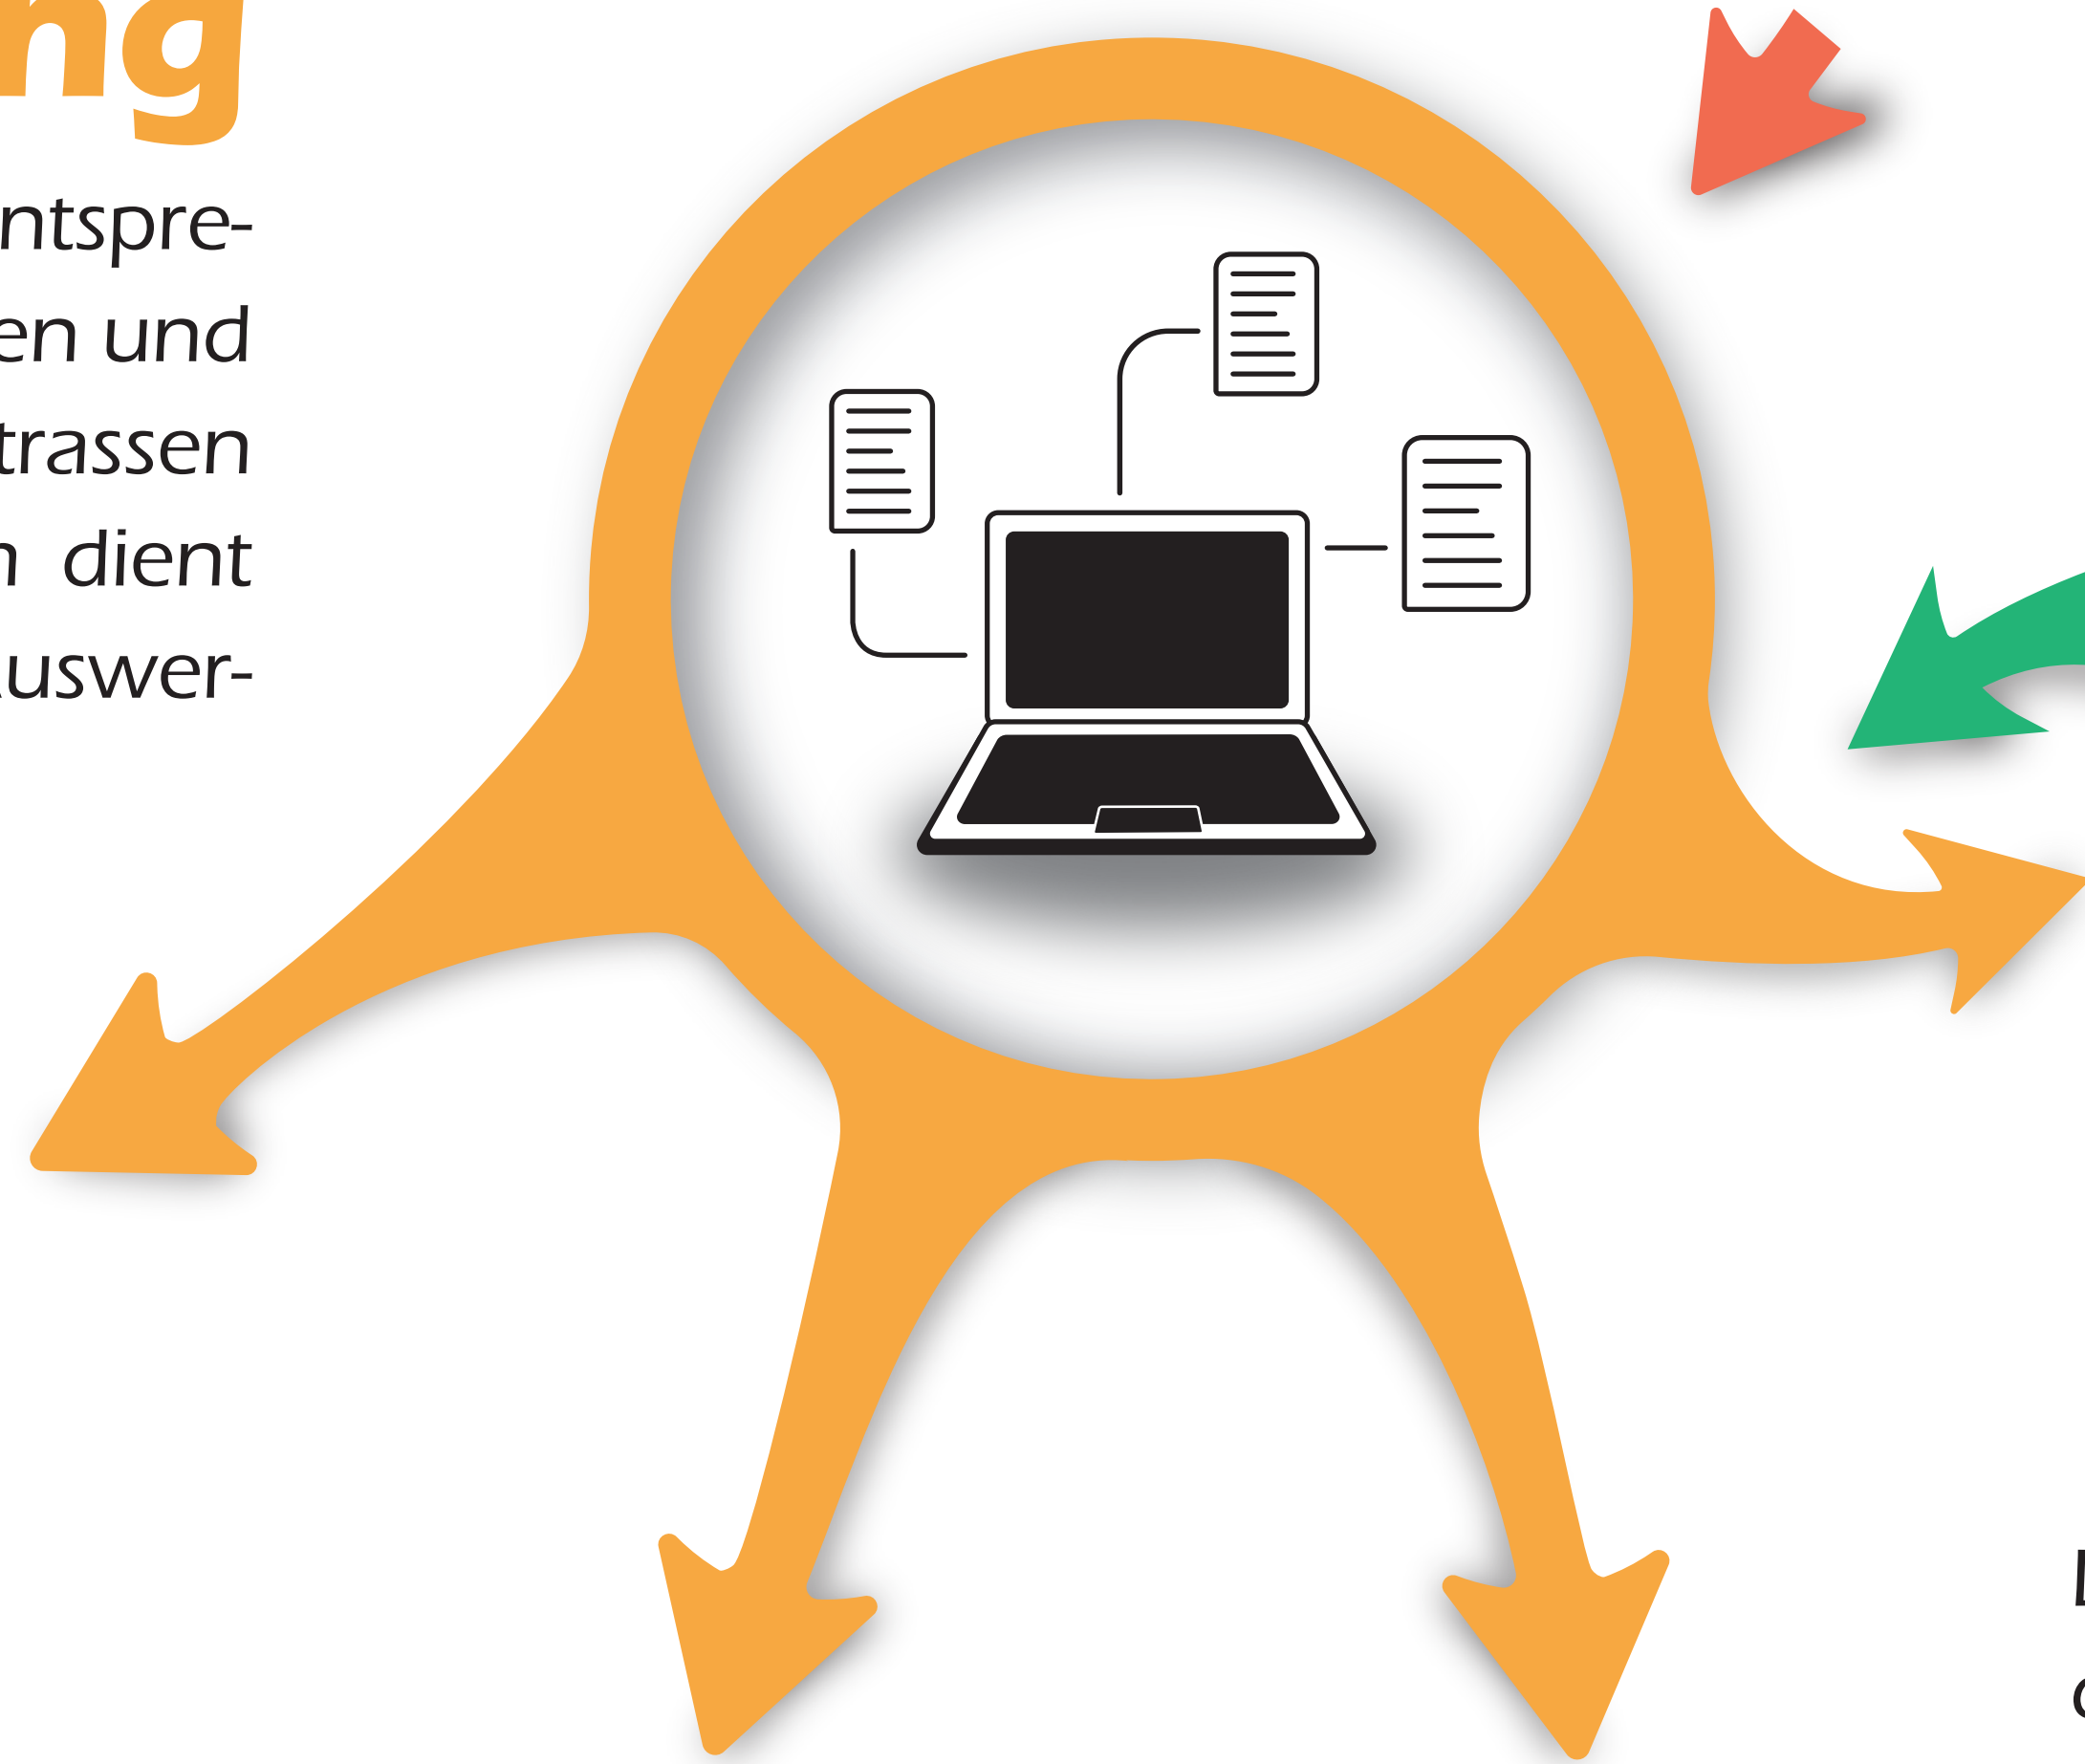 ng
ntspre-
en und
trassen
n dient
uswer-